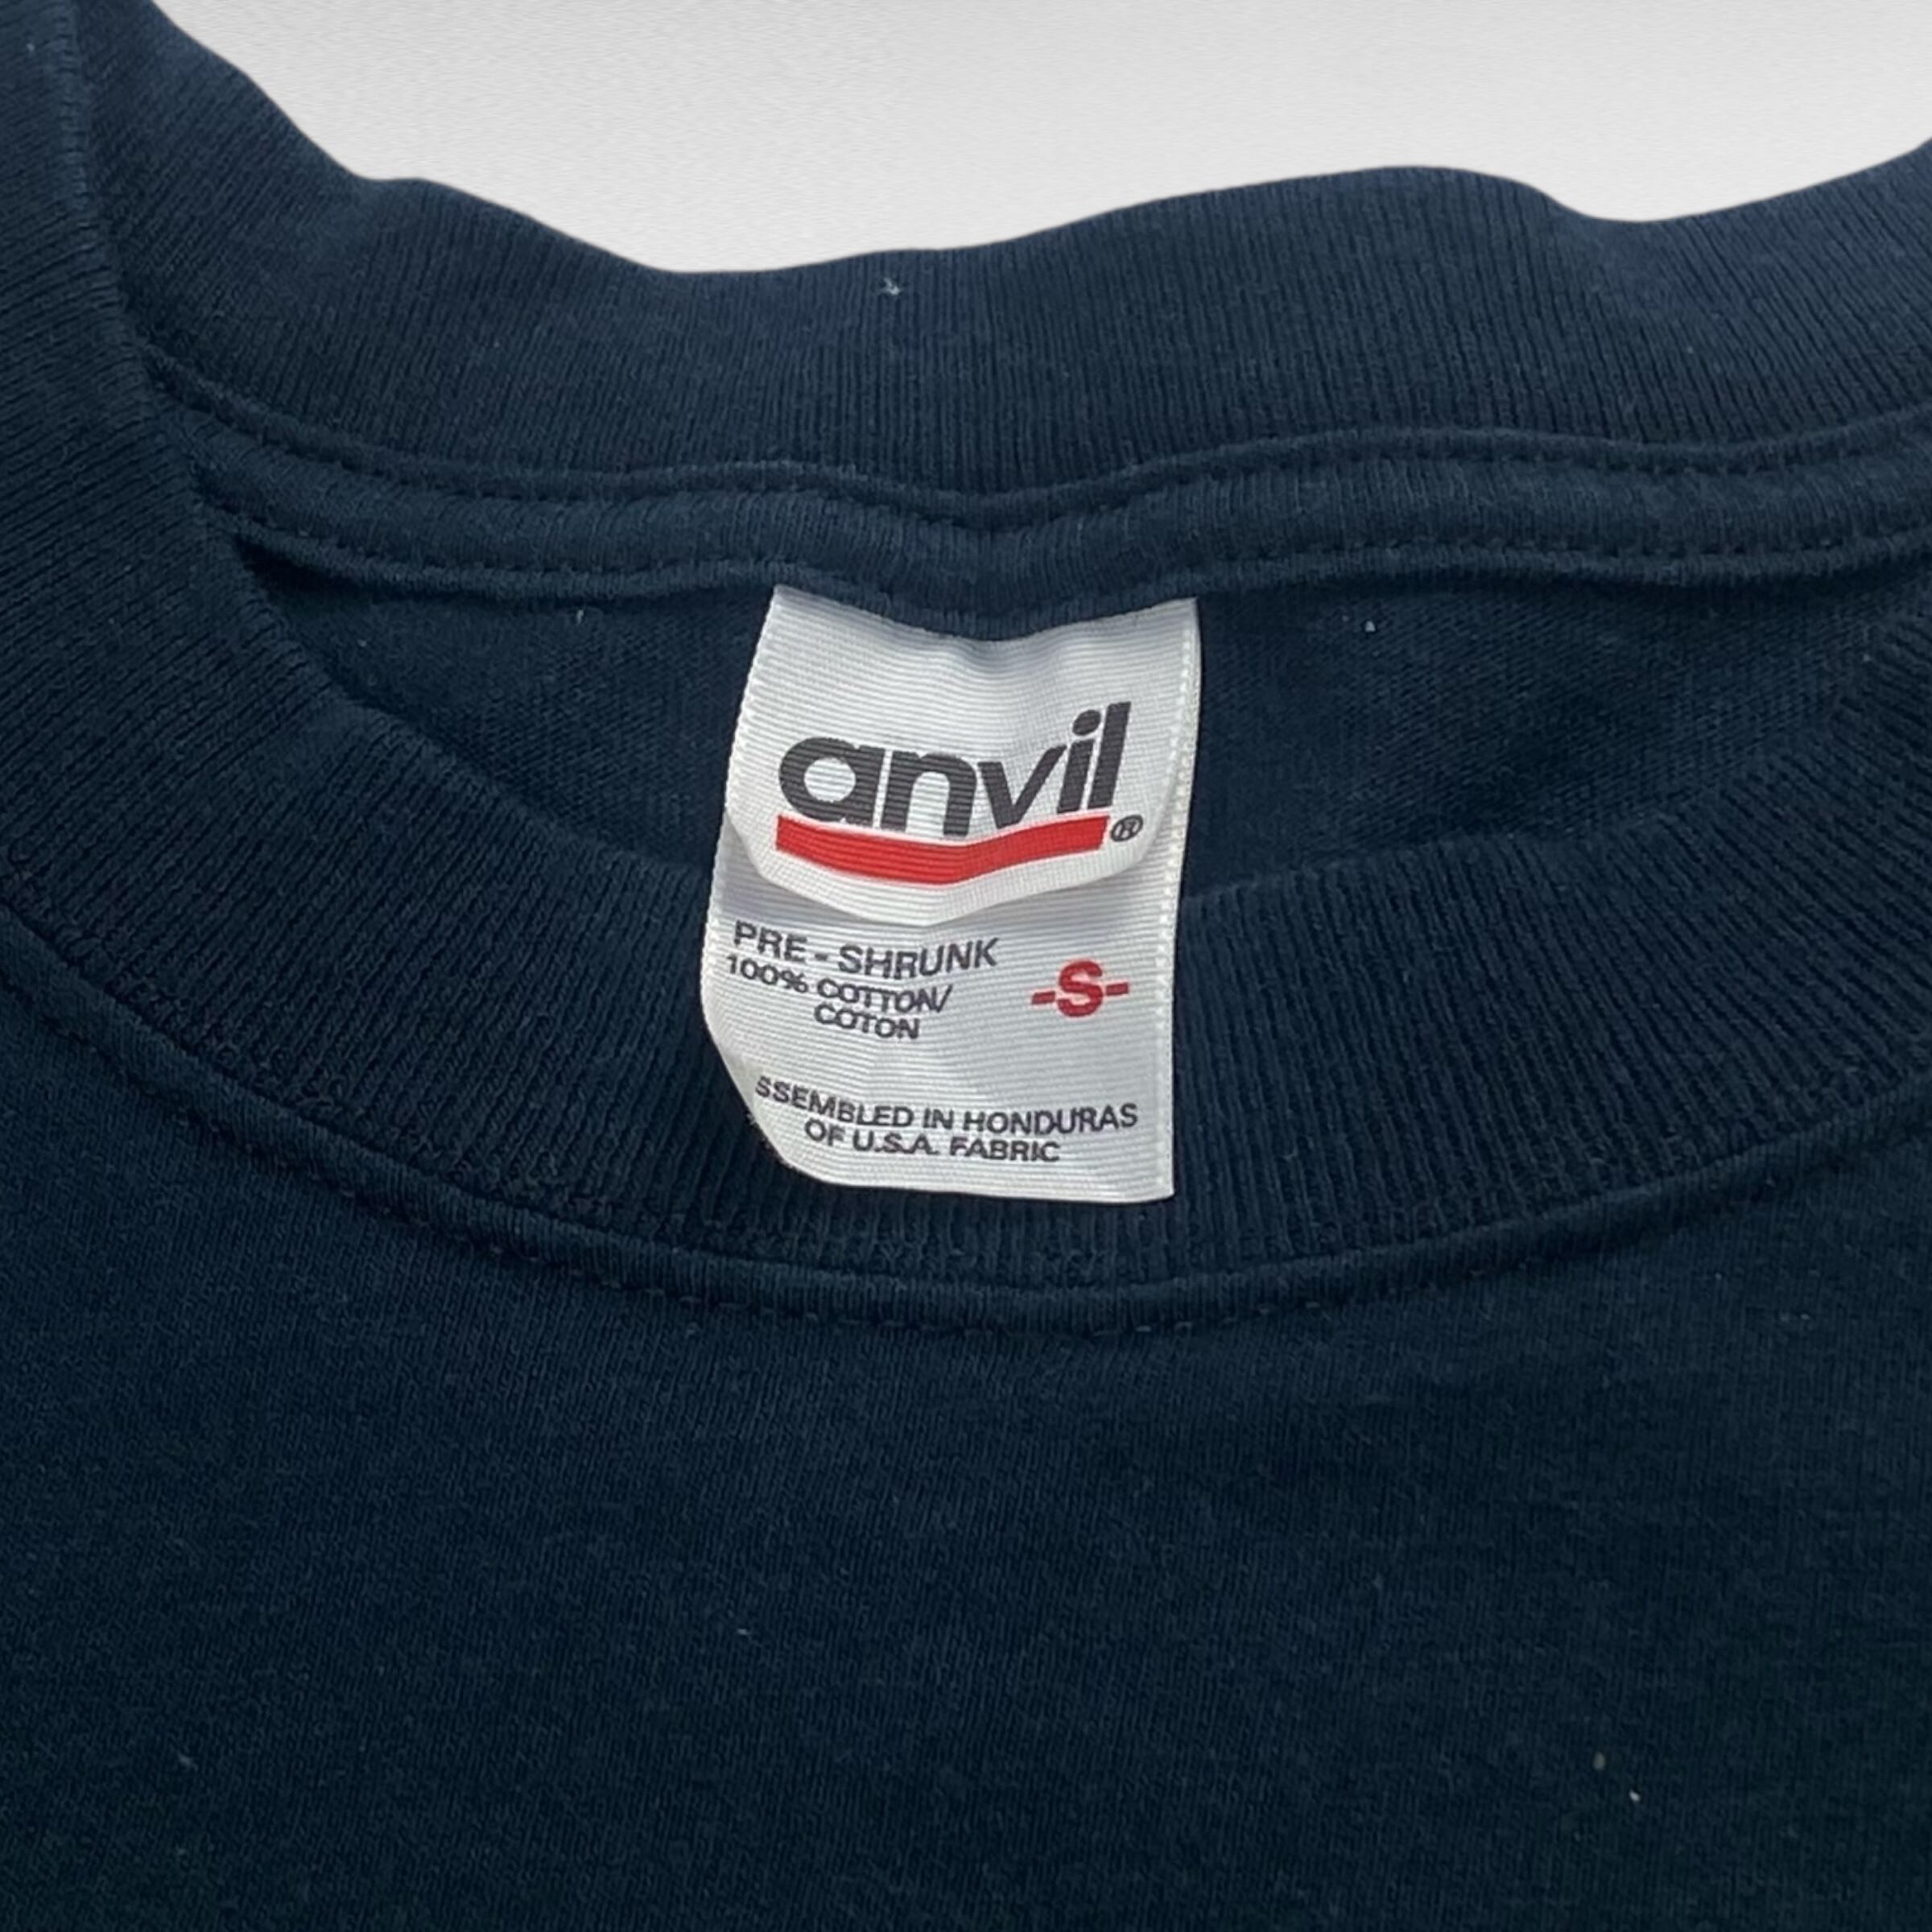 anvil®
PRE-SHRUNK
100% COTTON/
COTON
-S-
SSEMBLED IN HONDURAS
OF U.S.A. FABRIC